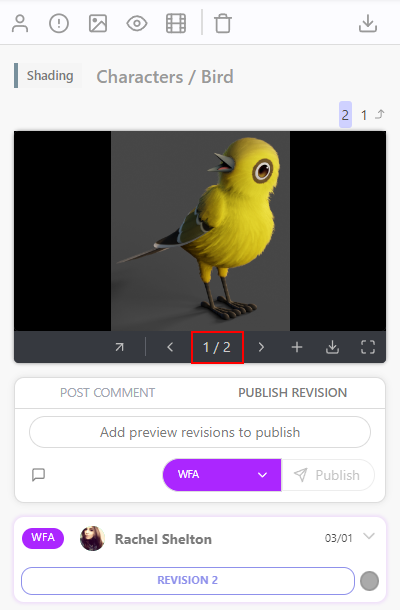 Shading
Characters / Bird
2 1
1 / 2
POST COMMENT PUBLISH REVISION
Add preview revisions to publish
WFA Publish
WFA Rachel Shelton 03/01
REVISION 2